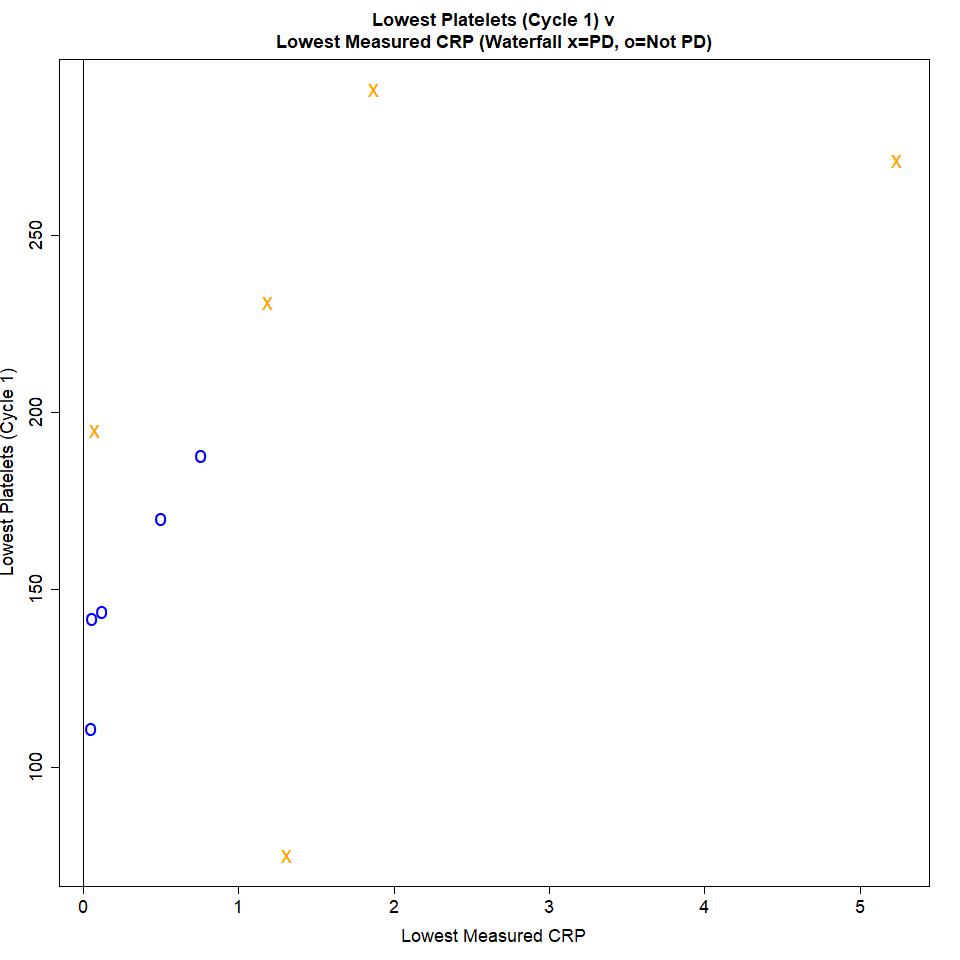 Lowest Platelets (Cycle 1) v
Lowest Measured CRP (Waterfall x=PD, o=Not PD)
Lowest Platelets (Cycle 1)
250
200
150
100
X
X
X
X
O
O
O
O
O
X
0 1 2 3 4 5
Lowest Measured CRP